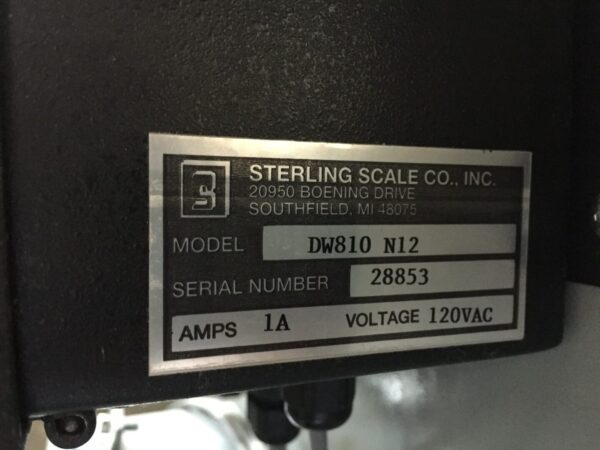 STERLING SCALE CO., INC.
20950 BOENING DRIVE
SOUTHFIELD, MI 48075
MODEL DW810 N12
SERIAL NUMBER 28853
AMPS 1A VOLTAGE 120VAC